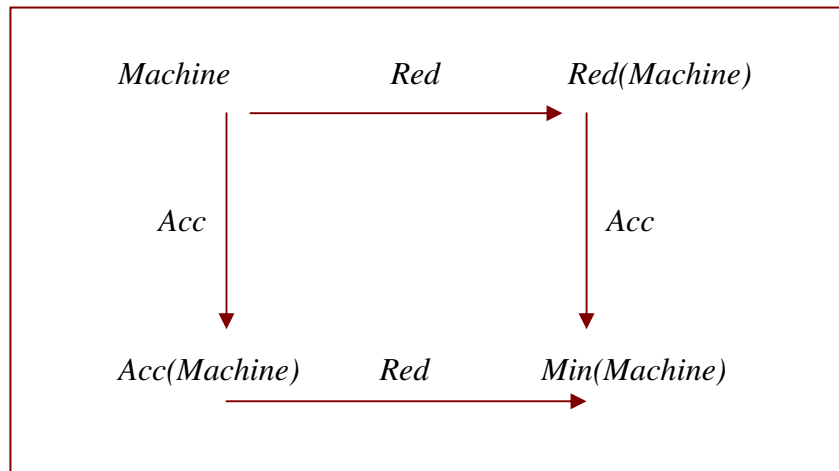 Machine Red Red(Machine)
Acc Acc
Acc(Machine) Red Min(Machine)